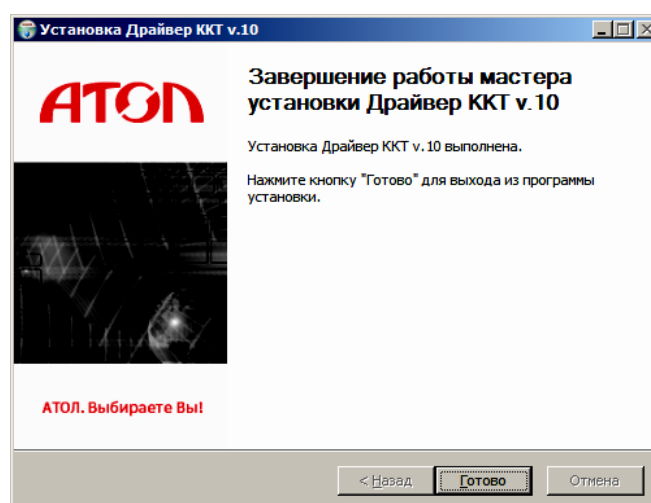 Установка Драйвер ККТ v.10
АТОЛ
Завершение работы мастера
установки Драйвер ККТ v.10
Установка Драйвер ККТ v.10 выполнена.
Нажмите кнопку "Готово" для выхода из программы
установки.
АТОЛ. Выбираете Вы!
< Назад
Готово
Отмена